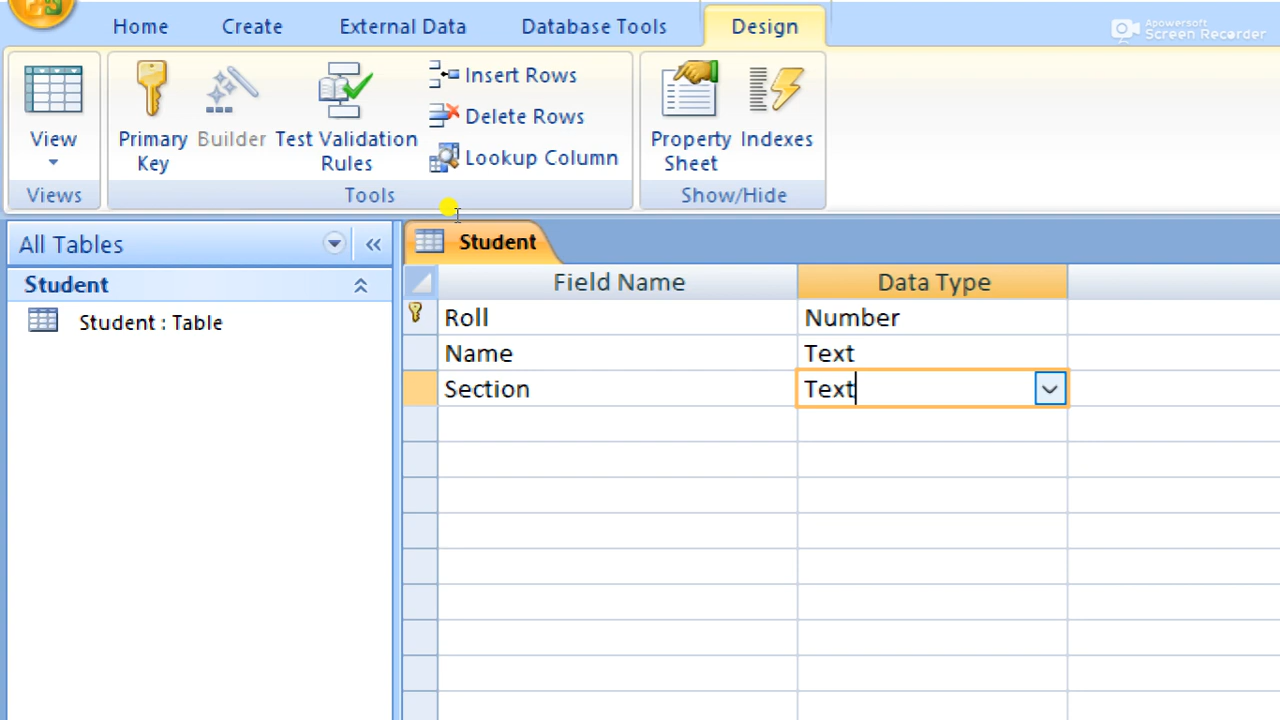 Home Create External Data Database Tools Design
Apowersoft
Screen Recorder
View
Primary Key
Builder
Test Validation Rules
Insert Rows
Delete Rows
Lookup Column
Property Sheet
Indexes
Views Tools Show/Hide
All Tables
Student
Student : Table
Student
Field Name Data Type
Roll Number
Name Text
Section Text